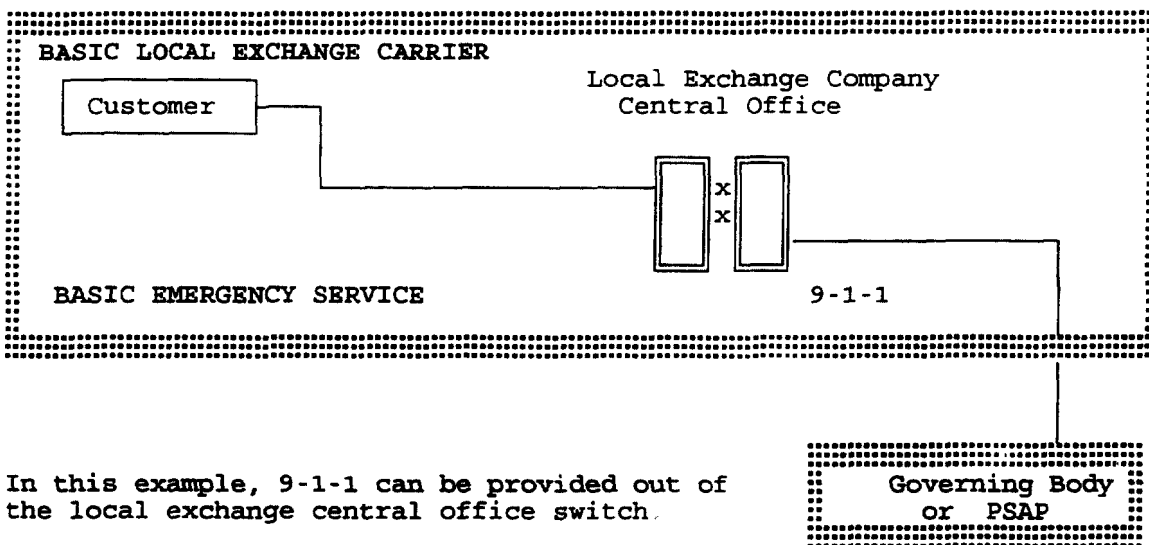 BASIC LOCAL EXCHANGE CARRIER
Customer
Local Exchange Company
Central Office
x
x
BASIC EMERGENCY SERVICE
9-1-1
In this example, 9-1-1 can be provided out of
the local exchange central office switch
Governing Body
or PSAP